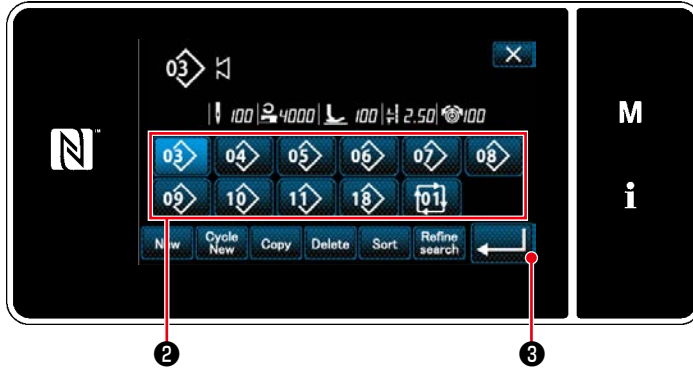 03
100 4000 100 2.50 100
M
03 04 05 06 07 08
i
09 10 11 18 01
New Cycle New Copy Delete Sort Refine search
2 3